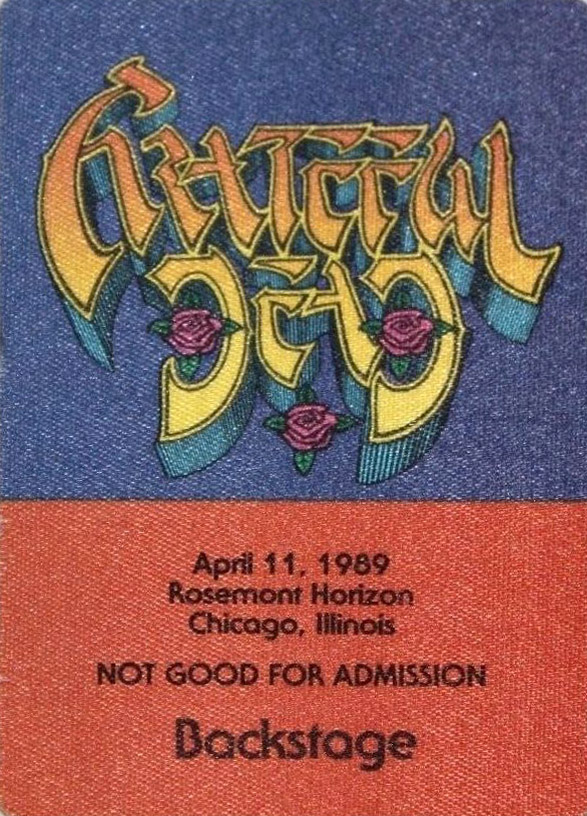 Grateful
Dead
April 11, 1989
Rosemont Horizon
Chicago, Illinois
NOT GOOD FOR ADMISSION
Backstage